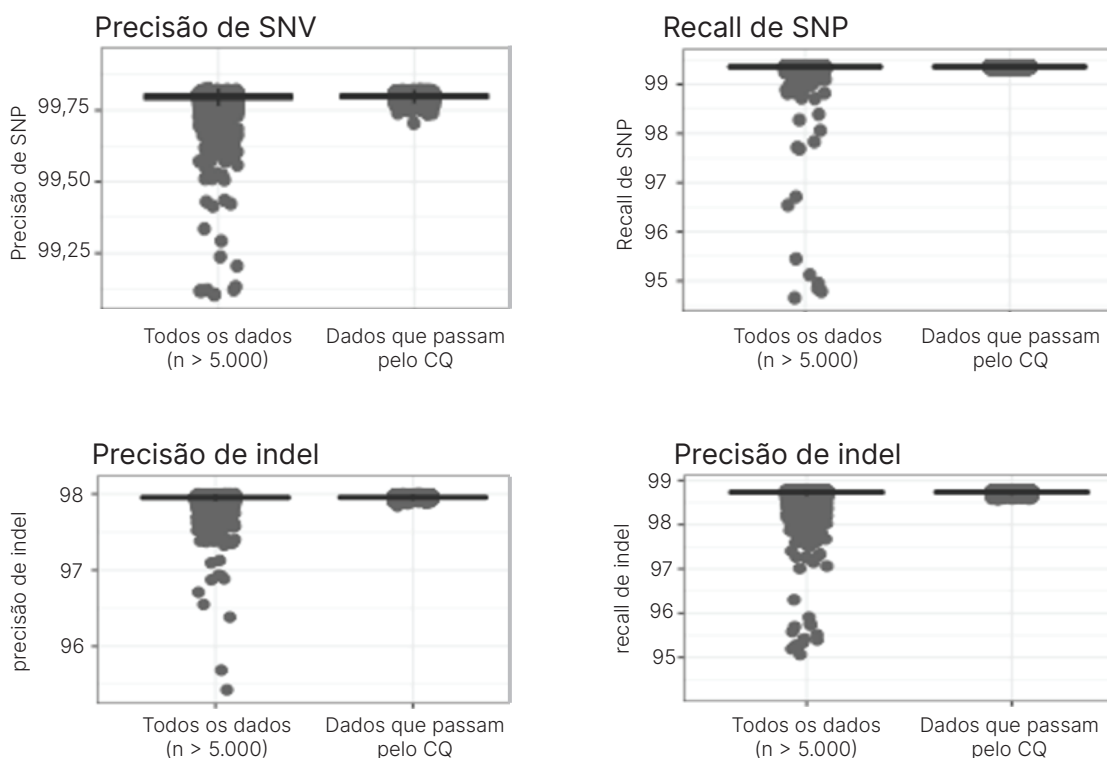 Precisão de SNV
Precisão de SNP
99,75
99,50
99,25
Todos os dados
(n > 5.000)
Dados que passam
pelo CQ
Recall de SNP
Recall de SNP
99
98
97
96
95
Todos os dados
(n > 5.000)
Dados que passam
pelo CQ
Precisão de indel
precisão de indel
98
97
96
Todos os dados
(n > 5.000)
Dados que passam
pelo CQ
Precisão de indel
recall de indel
99
98
97
96
95
Todos os dados
(n > 5.000)
Dados que passam
pelo CQ